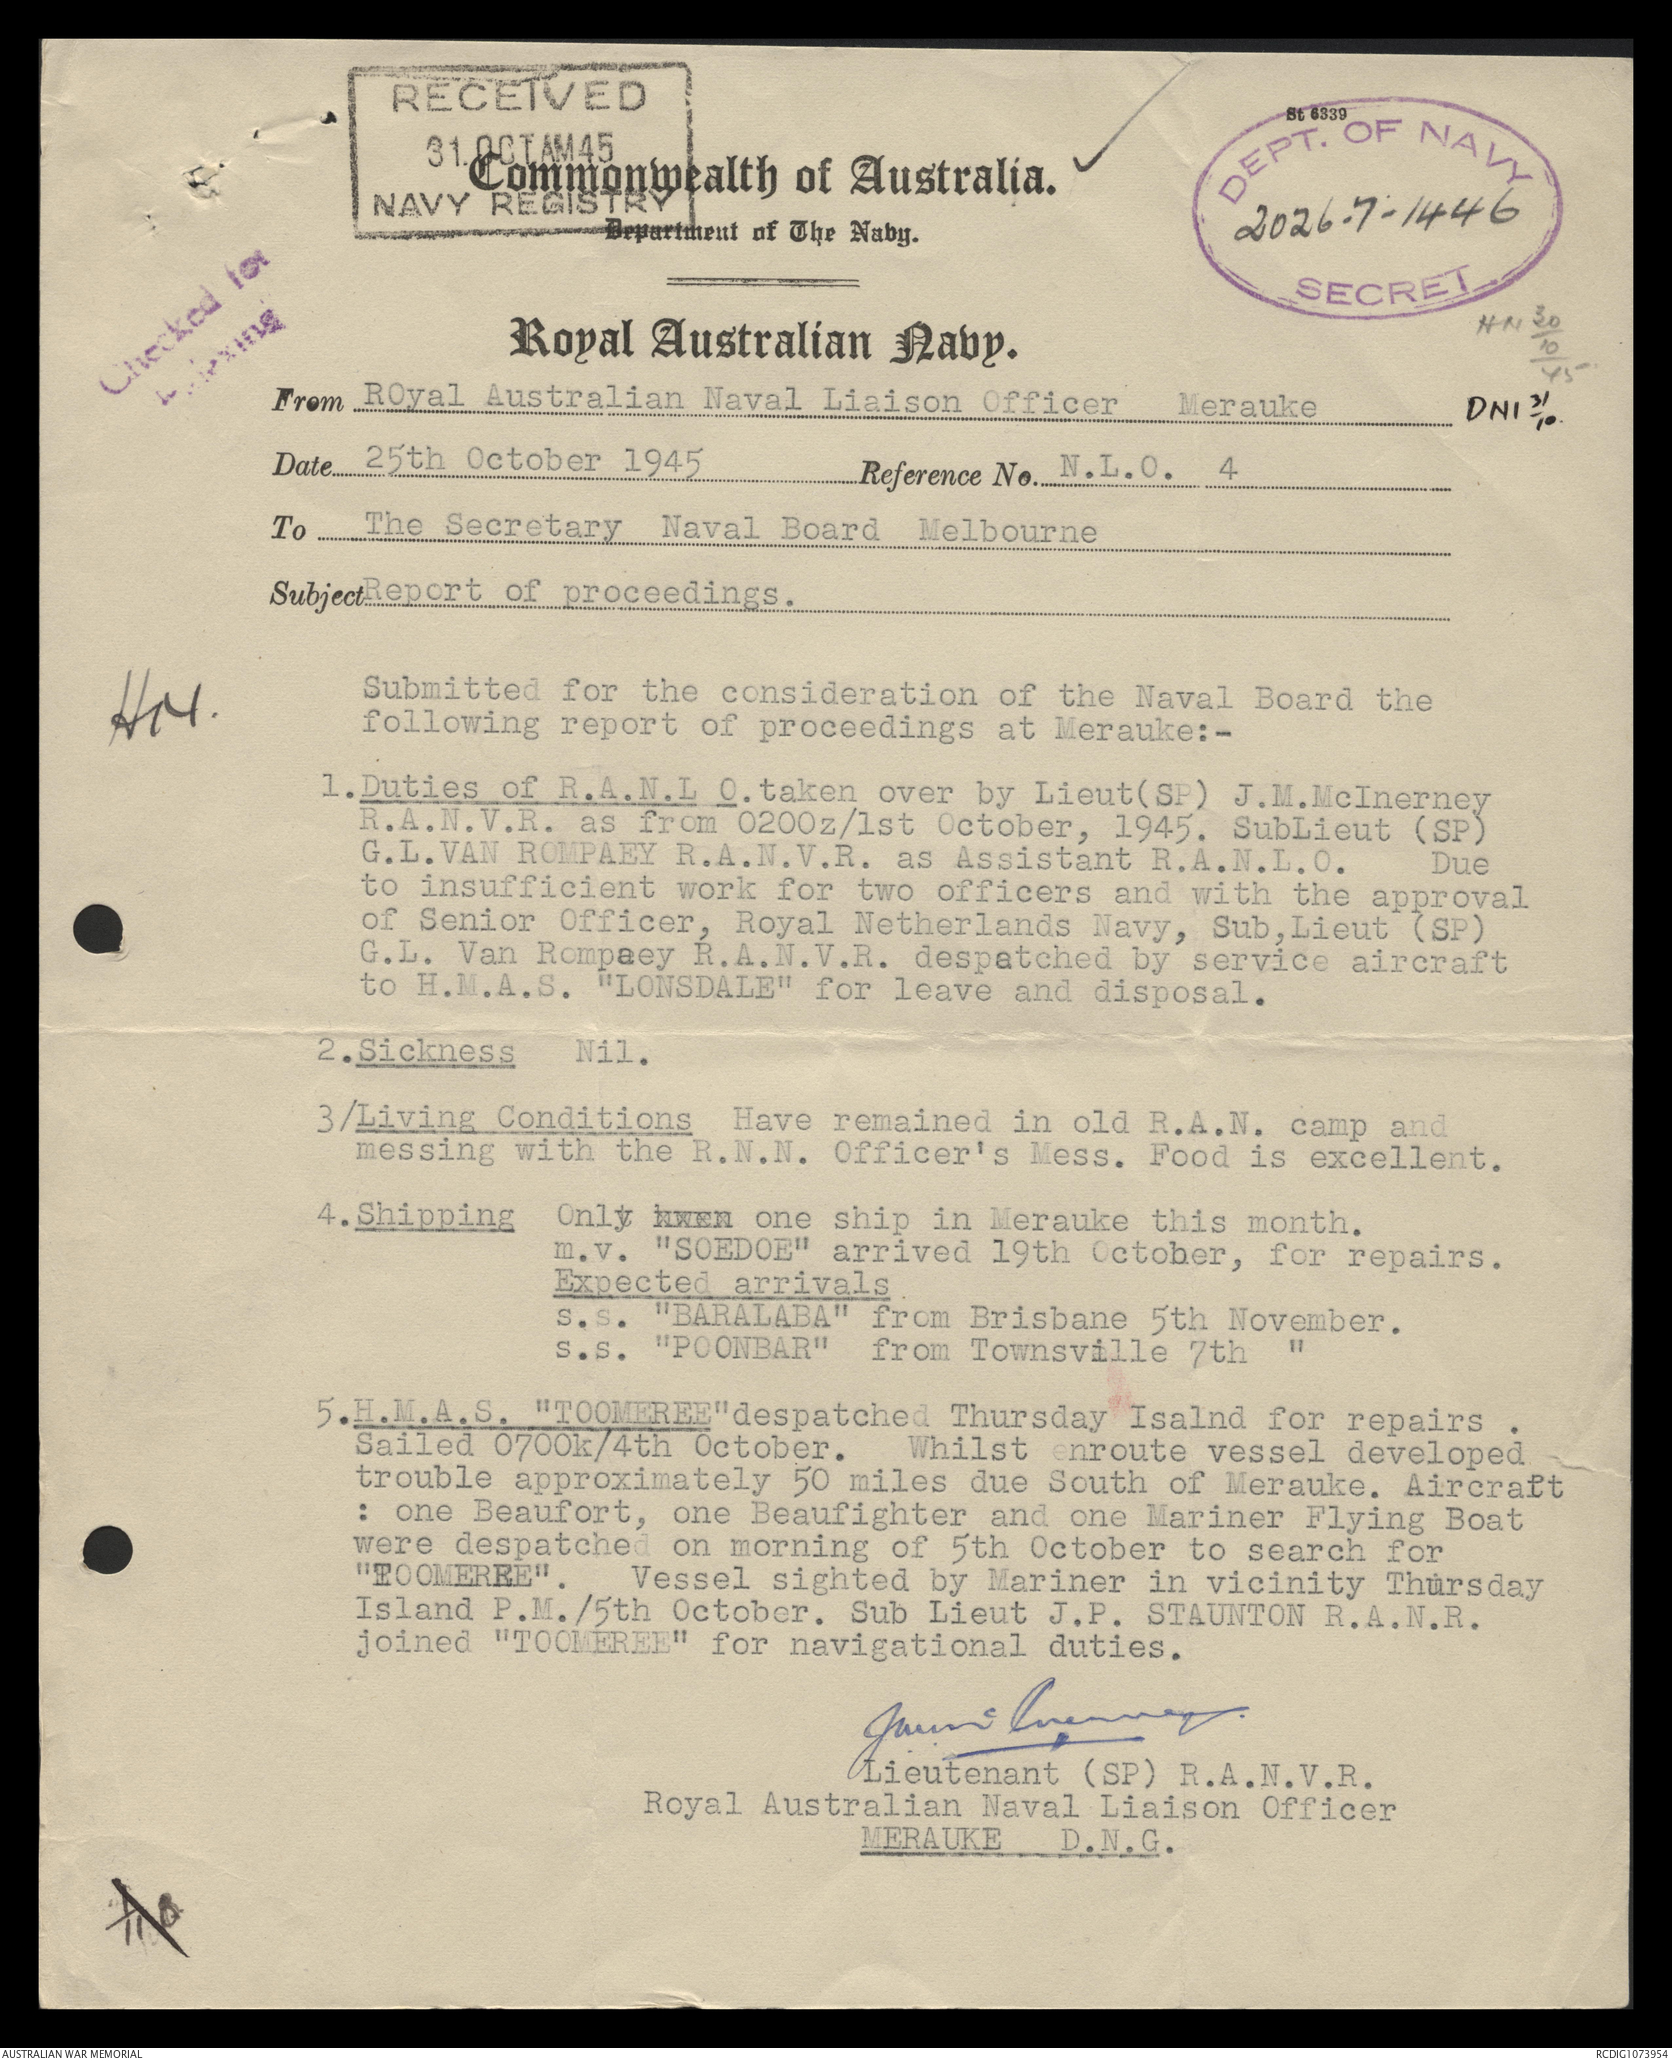 RECEIVED
31.OCT AM 45
NAVY REGISTRY
St 6339
DEPT. OF NAVY
2026-7-1446
SECRET
Commonwealth of Australia.
Department of The Navy.
Checked for
HM 30/10/45
Royal Australian Navy.
From ROyal Australian Naval Liaison Officer Merauke
DNI 31/10.
Date 25th October 1945 Reference No. N.L.O. 4
To The Secretary Naval Board Melbourne
Subject Report of proceedings.
HM.
Submitted for the consideration of the Naval Board the
following report of proceedings at Merauke:-
1. Duties of R.A.N.L O. taken over by Lieut(SP) J.M.McInerney
R.A.N.V.R. as from 0200z/1st October, 1945. SubLieut (SP)
G.L.VAN ROMPAEY R.A.N.V.R. as Assistant R.A.N.L.O. Due
to insufficient work for two officers and with the approval
of Senior Officer, Royal Netherlands Navy, Sub,Lieut (SP)
G.L. Van Rompaey R.A.N.V.R. despatched by service aircraft
to H.M.A.S. "LONSDALE" for leave and disposal.
2. Sickness Nil.
3/ Living Conditions Have remained in old R.A.N. camp and
messing with the R.N.N. Officer's Mess. Food is excellent.
4. Shipping Only one ship in Merauke this month.
m.v. "SOEDOE" arrived 19th October, for repairs.
Expected arrivals
s.s. "BARALABA" from Brisbane 5th November.
s.s. "POONBAR" from Townsville 7th "
5. H.M.A.S. "TOOMEREE" despatched Thursday Isalnd for repairs .
Sailed 0700k/4th October. Whilst enroute vessel developed
trouble approximately 50 miles due South of Merauke. Aircraft
: one Beaufort, one Beaufighter and one Mariner Flying Boat
were despatched on morning of 5th October to search for
"TOOMEREE". Vessel sighted by Mariner in vicinity Thursday
Island P.M./5th October. Sub Lieut J.P. STAUNTON R.A.N.R.
joined "TOOMEREE" for navigational duties.
Lieutenant (SP) R.A.N.V.R.
Royal Australian Naval Liaison Officer
MERAUKE D.N.G.
AUSTRALIAN WAR MEMORIAL
RCDIG1073954